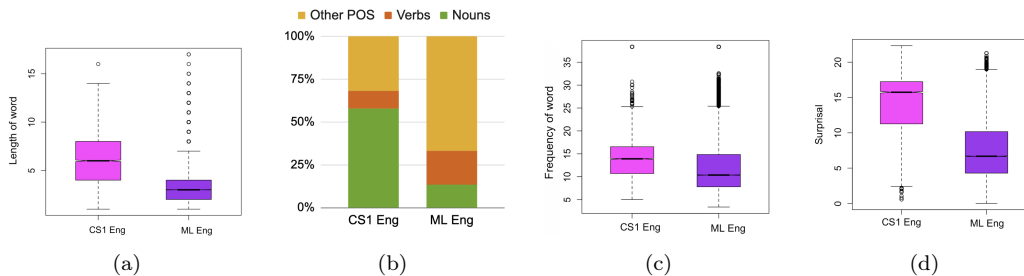 Other POS Verbs Nouns
Length of word
15
10
5
CS1 Eng ML Eng
(a)
100%
75%
50%
25%
0%
CS1 Eng ML Eng
(b)
Frequency of word
35
30
25
20
15
10
5
CS1 Eng ML Eng
(c)
Surprisal
20
15
10
5
0
CS1 Eng ML Eng
(d)